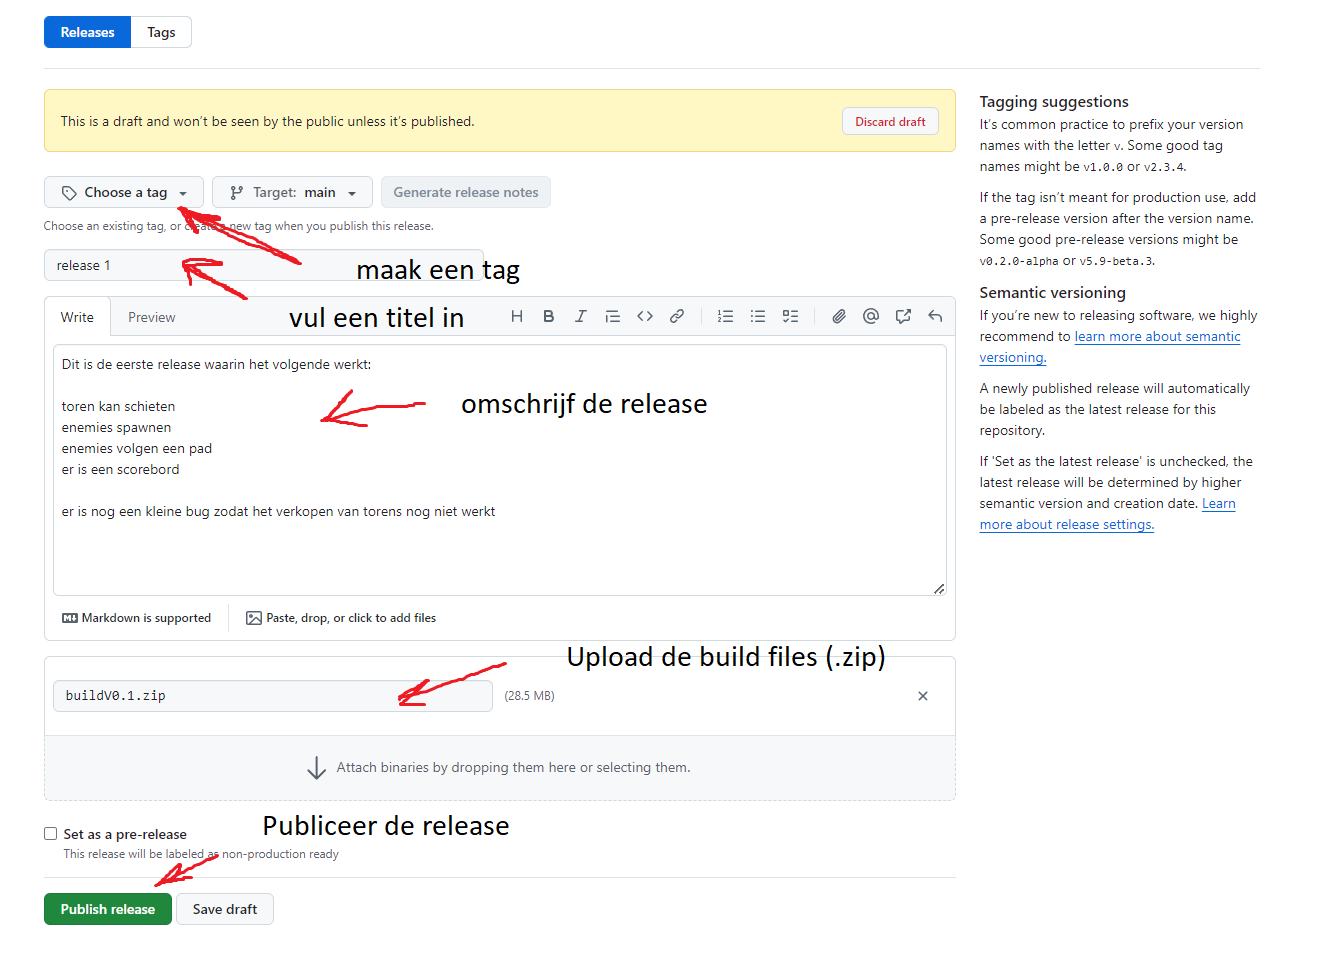 Releases Tags
This is a draft and won't be seen by the public unless it's published. Discard draft
Choose a tag Target: main Generate release notes
Choose an existing tag, or create a new tag when you publish this release.
release 1
maak een tag
vul een titel in
Write Preview
Dit is de eerste release waarin het volgende werkt:
toren kan schieten
enemies spawnen
enemies volgen een pad
er is een scorebord
er is nog een kleine bug zodat het verkopen van torens nog niet werkt
omschrijf de release
Markdown is supported Paste, drop, or click to add files
Upload de build files (.zip)
buildV0.1.zip (28.5 MB)
Attach binaries by dropping them here or selecting them.
Publiceer de release
Set as a pre-release
This release will be labeled as non-production ready
Publish release Save draft
Tagging suggestions
It's common practice to prefix your version
names with the letter v. Some good tag
names might be v1.0.0 or v2.3.4.
If the tag isn't meant for production use, add
a pre-release version after the version name.
Some good pre-release versions might be
v0.2.0-alpha or v5.9-beta.3.
Semantic versioning
If you're new to releasing software, we highly
recommend to learn more about semantic
versioning.
A newly published release will automatically
be labeled as the latest release for this
repository.
If 'Set as the latest release' is unchecked, the
latest release will be determined by higher
semantic version and creation date. Learn
more about release settings.